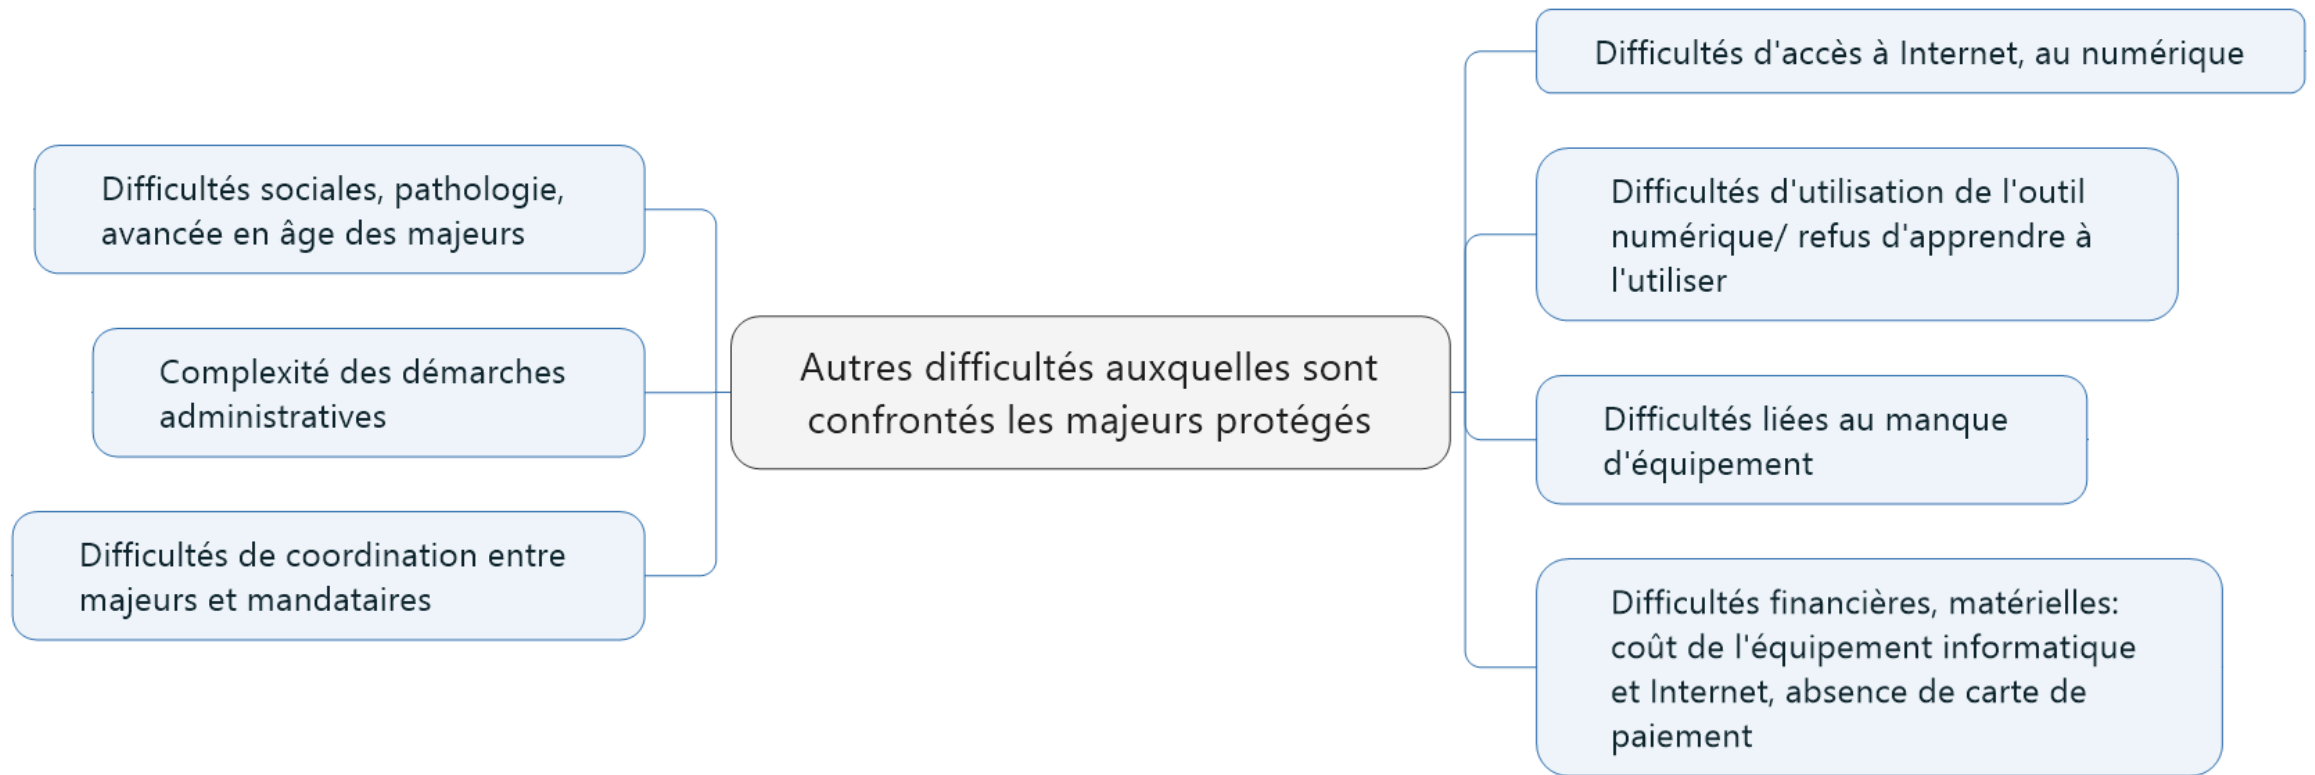 Autres difficultés auxquelles sont
confrontés les majeurs protégés
Difficultés d'accès à Internet, au numérique
Difficultés d'utilisation de l'outil
numérique/ refus d'apprendre à
l'utiliser
Difficultés liées au manque
d'équipement
Difficultés financières, matérielles:
coût de l'équipement informatique
et Internet, absence de carte de
paiement
Difficultés sociales, pathologie,
avancée en âge des majeurs
Complexité des démarches
administratives
Difficultés de coordination entre
majeurs et mandataires